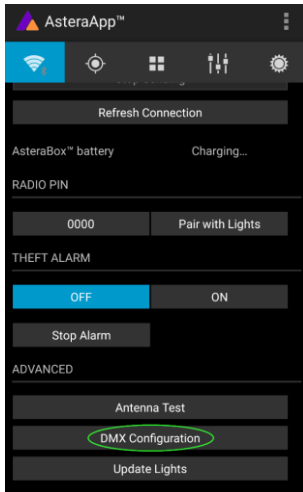 AsteraApp™
Refresh Connection
AsteraBox™ battery Charging...
RADIO PIN
0000 Pair with Lights
THEFT ALARM
OFF ON
Stop Alarm
ADVANCED
Antenna Test
DMX Configuration
Update Lights